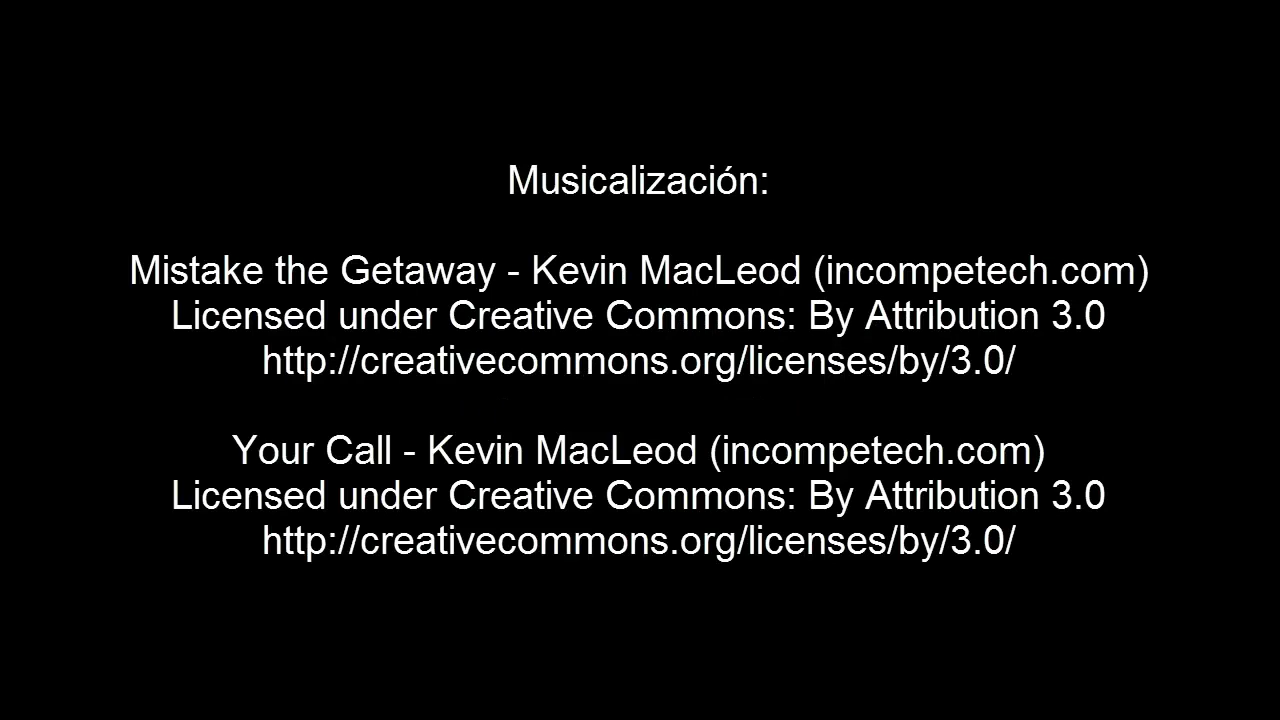 Musicalización:
Mistake the Getaway - Kevin MacLeod (incompetech.com)
Licensed under Creative Commons: By Attribution 3.0
http://creativecommons.org/licenses/by/3.0/
Your Call - Kevin MacLeod (incompetech.com)
Licensed under Creative Commons: By Attribution 3.0
http://creativecommons.org/licenses/by/3.0/